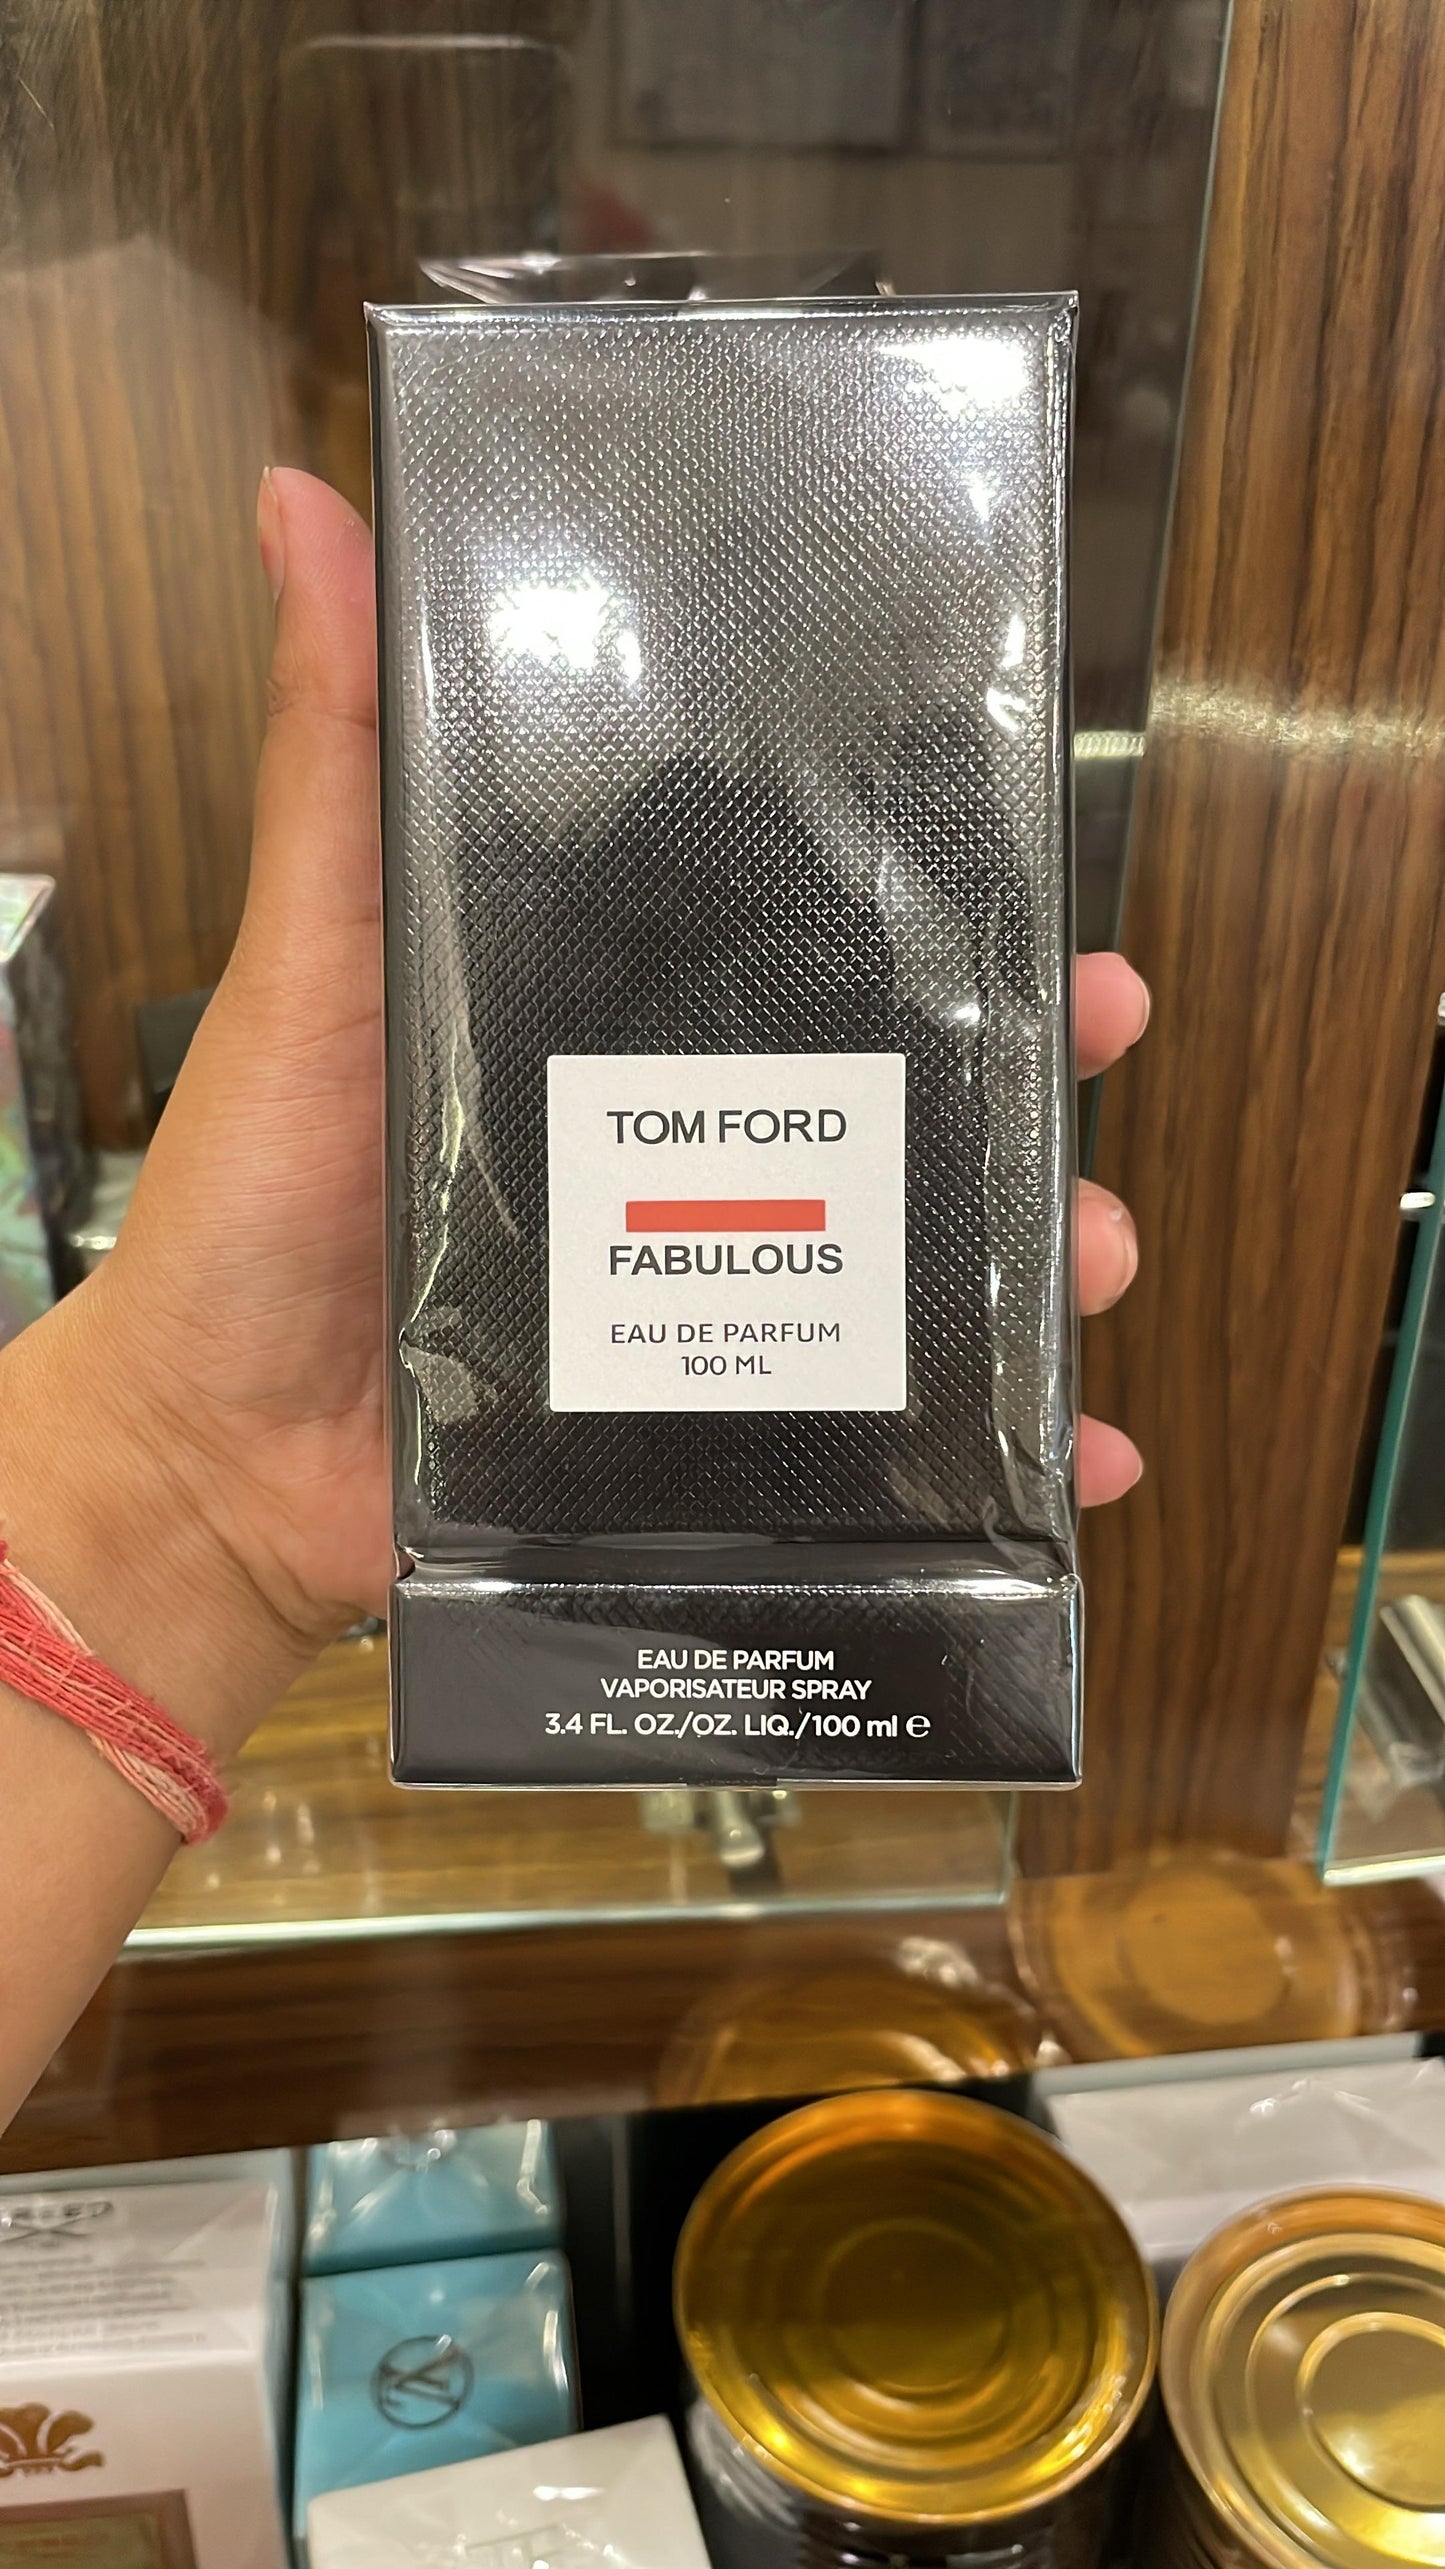 TOM FORD
FABULOUS
EAU DE PARFUM
100 ML
EAU DE PARFUM
VAPORISATEUR SPRAY
3.4 FL. OZ./OZ. LIQ./100 ml ℮